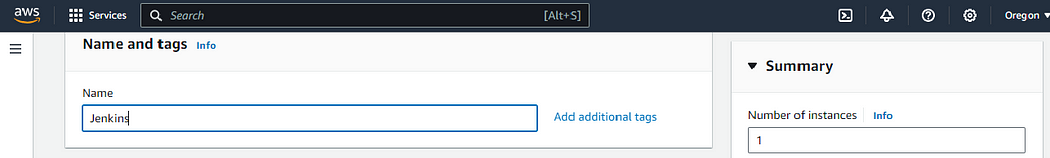 aws Services Search [Alt+S] Oregon
Name and tags Info
Summary
Name
Jenkins
Add additional tags
Number of instances Info
1